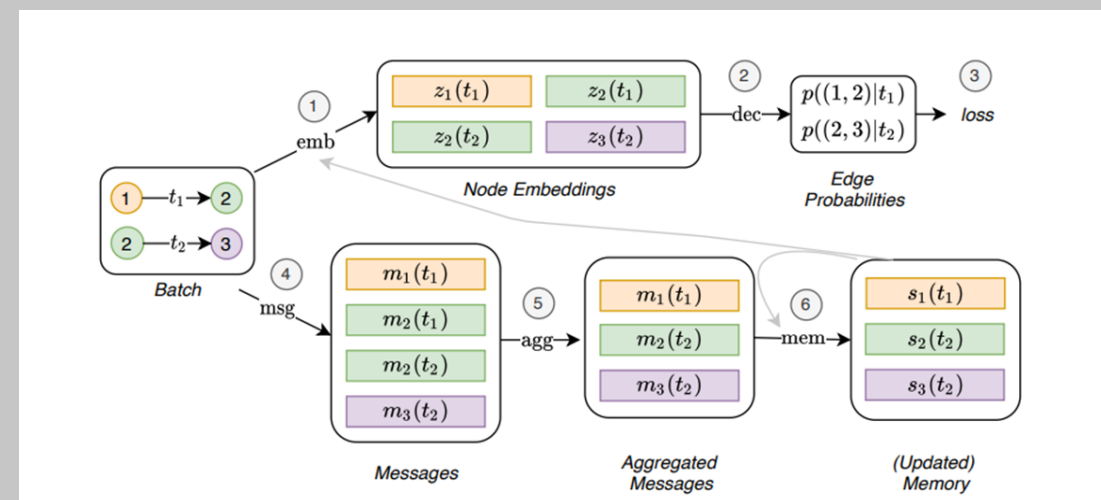 1
emb
z₁(t₁)
z₂(t₁)
z₂(t₂)
z₃(t₂)
Node Embeddings
2
dec
p((1, 2)|t₁)
p((2, 3)|t₂)
Edge
Probabilities
3
loss
1 t₁ 2
2 t₂ 3
Batch
4
msg
m₁(t₁)
m₂(t₁)
m₂(t₂)
m₃(t₂)
Messages
5
agg
m₁(t₁)
m₂(t₂)
m₃(t₂)
Aggregated
Messages
6
mem
s₁(t₁)
s₂(t₂)
s₃(t₂)
(Updated)
Memory